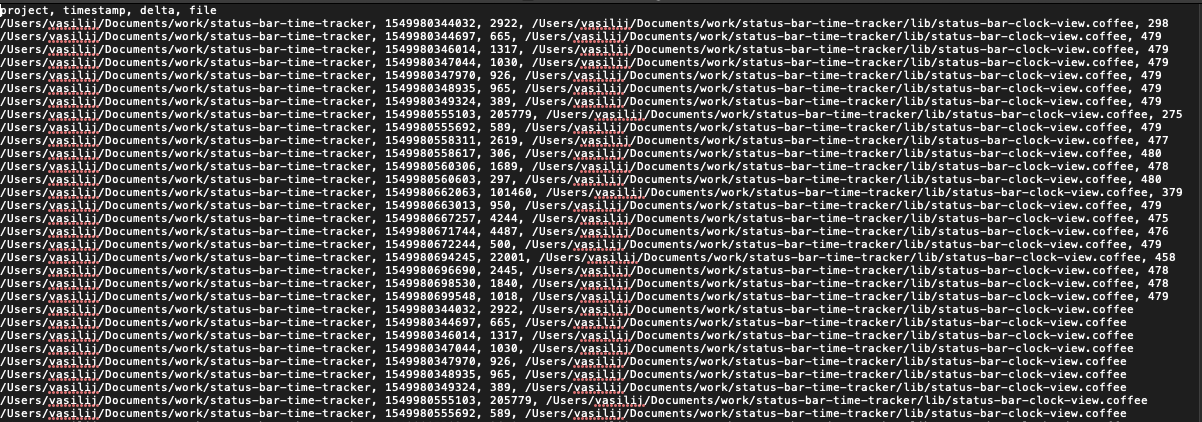 project, timestamp, delta, file
/Users/vasilij/Documents/work/status-bar-time-tracker, 1549980344032, 2922, /Users/vasilij/Documents/work/status-bar-time-tracker/lib/status-bar-clock-view.coffee, 298
/Users/vasilij/Documents/work/status-bar-time-tracker, 1549980344697, 665, /Users/vasilij/Documents/work/status-bar-time-tracker/lib/status-bar-clock-view.coffee, 479
/Users/vasilij/Documents/work/status-bar-time-tracker, 1549980346014, 1317, /Users/vasilij/Documents/work/status-bar-time-tracker/lib/status-bar-clock-view.coffee, 479
/Users/vasilij/Documents/work/status-bar-time-tracker, 1549980347044, 1030, /Users/vasilij/Documents/work/status-bar-time-tracker/lib/status-bar-clock-view.coffee, 479
/Users/vasilij/Documents/work/status-bar-time-tracker, 1549980347970, 926, /Users/vasilij/Documents/work/status-bar-time-tracker/lib/status-bar-clock-view.coffee, 479
/Users/vasilij/Documents/work/status-bar-time-tracker, 1549980348935, 965, /Users/vasilij/Documents/work/status-bar-time-tracker/lib/status-bar-clock-view.coffee, 479
/Users/vasilij/Documents/work/status-bar-time-tracker, 1549980349324, 389, /Users/vasilij/Documents/work/status-bar-time-tracker/lib/status-bar-clock-view.coffee, 479
/Users/vasilij/Documents/work/status-bar-time-tracker, 1549980555103, 205779, /Users/vasilij/Documents/work/status-bar-time-tracker/lib/status-bar-clock-view.coffee, 275
/Users/vasilij/Documents/work/status-bar-time-tracker, 1549980555692, 589, /Users/vasilij/Documents/work/status-bar-time-tracker/lib/status-bar-clock-view.coffee, 479
/Users/vasilij/Documents/work/status-bar-time-tracker, 1549980558311, 2619, /Users/vasilij/Documents/work/status-bar-time-tracker/lib/status-bar-clock-view.coffee, 477
/Users/vasilij/Documents/work/status-bar-time-tracker, 1549980558617, 306, /Users/vasilij/Documents/work/status-bar-time-tracker/lib/status-bar-clock-view.coffee, 480
/Users/vasilij/Documents/work/status-bar-time-tracker, 1549980560306, 1689, /Users/vasilij/Documents/work/status-bar-time-tracker/lib/status-bar-clock-view.coffee, 478
/Users/vasilij/Documents/work/status-bar-time-tracker, 1549980560603, 297, /Users/vasilij/Documents/work/status-bar-time-tracker/lib/status-bar-clock-view.coffee, 480
/Users/vasilij/Documents/work/status-bar-time-tracker, 1549980662063, 101460, /Users/vasilij/Documents/work/status-bar-time-tracker/lib/status-bar-clock-view.coffee, 379
/Users/vasilij/Documents/work/status-bar-time-tracker, 1549980663013, 950, /Users/vasilij/Documents/work/status-bar-time-tracker/lib/status-bar-clock-view.coffee, 479
/Users/vasilij/Documents/work/status-bar-time-tracker, 1549980667257, 4244, /Users/vasilij/Documents/work/status-bar-time-tracker/lib/status-bar-clock-view.coffee, 475
/Users/vasilij/Documents/work/status-bar-time-tracker, 1549980671744, 4487, /Users/vasilij/Documents/work/status-bar-time-tracker/lib/status-bar-clock-view.coffee, 476
/Users/vasilij/Documents/work/status-bar-time-tracker, 1549980672244, 500, /Users/vasilij/Documents/work/status-bar-time-tracker/lib/status-bar-clock-view.coffee, 479
/Users/vasilij/Documents/work/status-bar-time-tracker, 1549980694245, 22001, /Users/vasilij/Documents/work/status-bar-time-tracker/lib/status-bar-clock-view.coffee, 458
/Users/vasilij/Documents/work/status-bar-time-tracker, 1549980696690, 2445, /Users/vasilij/Documents/work/status-bar-time-tracker/lib/status-bar-clock-view.coffee, 478
/Users/vasilij/Documents/work/status-bar-time-tracker, 1549980698530, 1840, /Users/vasilij/Documents/work/status-bar-time-tracker/lib/status-bar-clock-view.coffee, 478
/Users/vasilij/Documents/work/status-bar-time-tracker, 1549980699548, 1018, /Users/vasilij/Documents/work/status-bar-time-tracker/lib/status-bar-clock-view.coffee, 479
/Users/vasilij/Documents/work/status-bar-time-tracker, 1549980344032, 2922, /Users/vasilij/Documents/work/status-bar-time-tracker/lib/status-bar-clock-view.coffee
/Users/vasilij/Documents/work/status-bar-time-tracker, 1549980344697, 665, /Users/vasilij/Documents/work/status-bar-time-tracker/lib/status-bar-clock-view.coffee
/Users/vasilij/Documents/work/status-bar-time-tracker, 1549980346014, 1317, /Users/vasilij/Documents/work/status-bar-time-tracker/lib/status-bar-clock-view.coffee
/Users/vasilij/Documents/work/status-bar-time-tracker, 1549980347044, 1030, /Users/vasilij/Documents/work/status-bar-time-tracker/lib/status-bar-clock-view.coffee
/Users/vasilij/Documents/work/status-bar-time-tracker, 1549980347970, 926, /Users/vasilij/Documents/work/status-bar-time-tracker/lib/status-bar-clock-view.coffee
/Users/vasilij/Documents/work/status-bar-time-tracker, 1549980348935, 965, /Users/vasilij/Documents/work/status-bar-time-tracker/lib/status-bar-clock-view.coffee
/Users/vasilij/Documents/work/status-bar-time-tracker, 1549980349324, 389, /Users/vasilij/Documents/work/status-bar-time-tracker/lib/status-bar-clock-view.coffee
/Users/vasilij/Documents/work/status-bar-time-tracker, 1549980555103, 205779, /Users/vasilij/Documents/work/status-bar-time-tracker/lib/status-bar-clock-view.coffee
/Users/vasilij/Documents/work/status-bar-time-tracker, 1549980555692, 589, /Users/vasilij/Documents/work/status-bar-time-tracker/lib/status-bar-clock-view.coffee